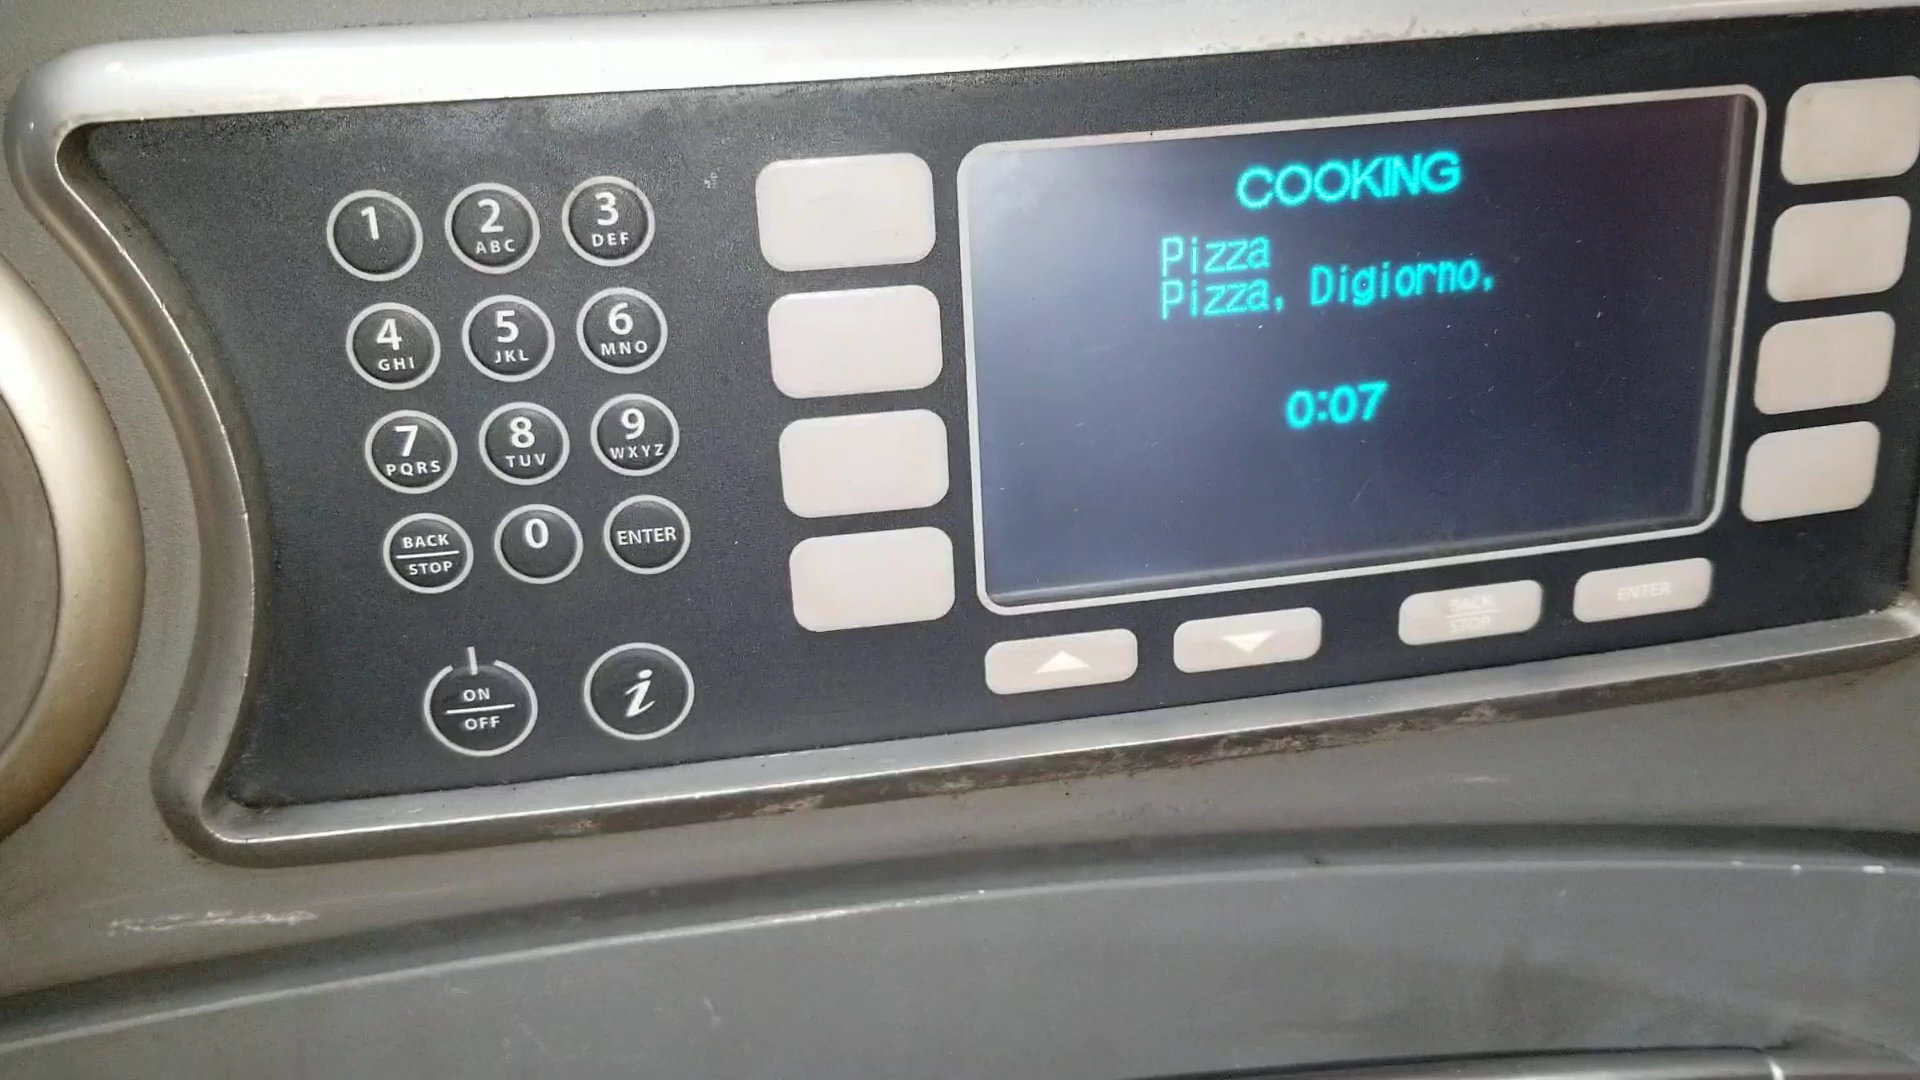 1
2
ABC
3
DEF
4
GHI
5
JKL
6
MNO
7
PQRS
8
TUV
9
WXYZ
BACK
STOP
0
ENTER
ON
OFF
i
COOKING
Pizza
Pizza, Digiorno,
0:07
BACK
STOP
ENTER